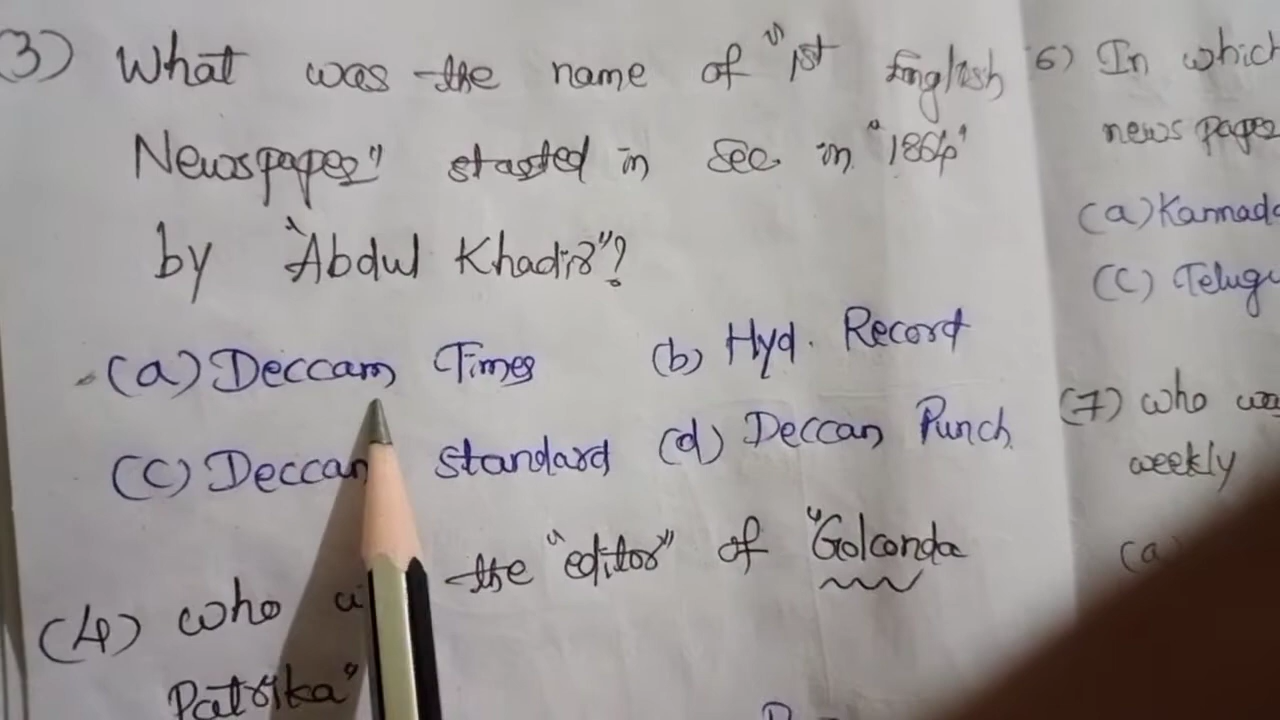 (3) What was the name of "1st English
Newspaper" started in Sec in "1864"
by "Abdul Khadir"?
(a) Deccan Times (b) Hyd. Record
(c) Deccan standard (d) Deccan Punch
(4) who the "editor" of "Golconda
Patrika"
6) In which
news paper
(a) Kannada
(c) Telugu
(7) who
weekly
(a